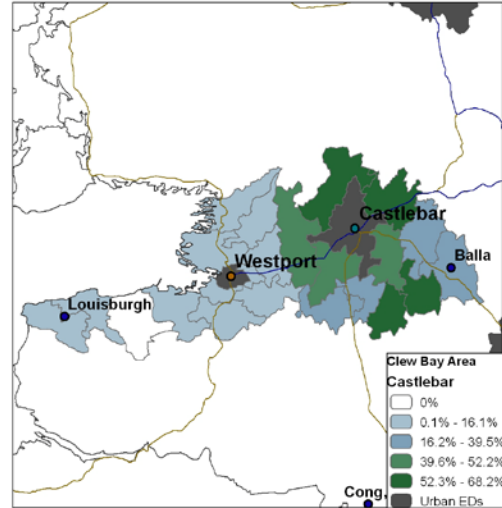 Castlebar
Westport
Balla
Louisburgh
Clew Bay Area
Castlebar
0%
0.1% - 16.1%
16.2% - 39.5%
39.6% - 52.2%
52.3% - 68.2%
Urban EDs
Cong,